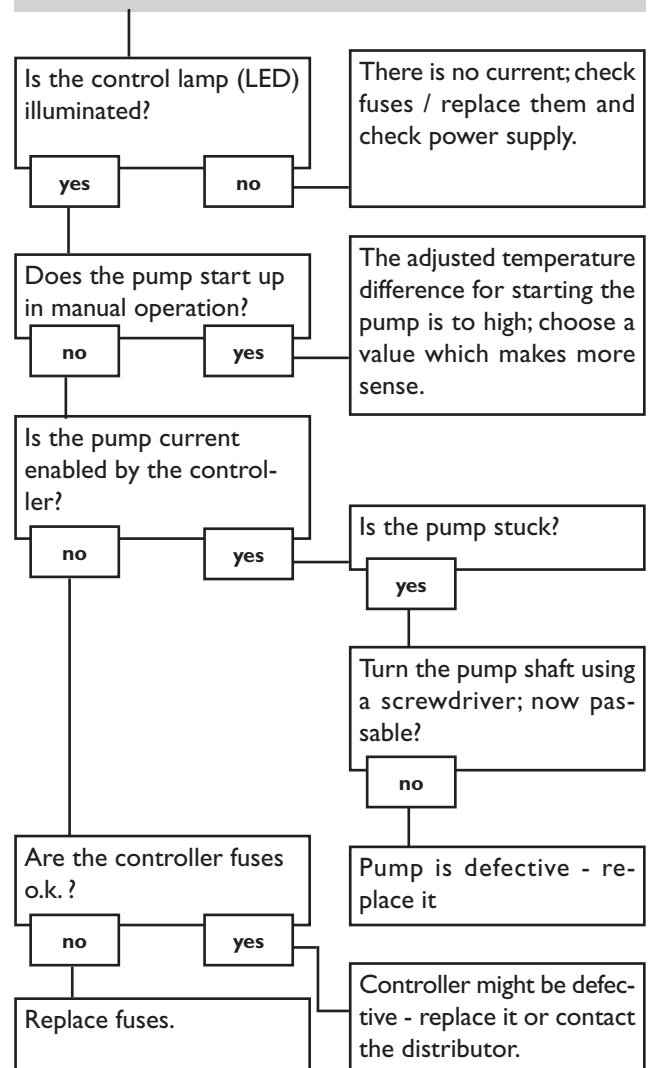 Is the control lamp (LED)
illuminated?
yes
no
There is no current; check
fuses / replace them and
check power supply.
Does the pump start up
in manual operation?
no
yes
The adjusted temperature
difference for starting the
pump is to high; choose a
value which makes more
sense.
Is the pump current
enabled by the control-
ler?
no
yes
Is the pump stuck?
yes
Turn the pump shaft using
a screwdriver; now pas-
sable?
no
Pump is defective - re-
place it
Are the controller fuses
o.k. ?
no
yes
Replace fuses.
Controller might be defec-
tive - replace it or contact
the distributor.